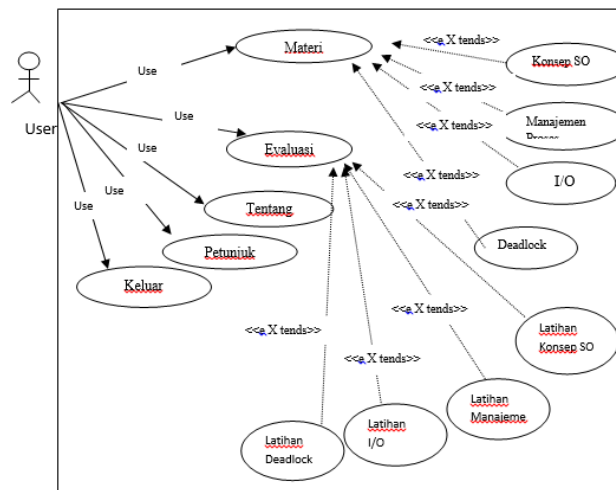 <<e X tends>>
Materi
Konsep SO
Use
<<e X tends>>
User
Use
<<e X tends>>
Manajemen
Proses
Use
Evaluasi
I/O
Use
<<e X tends>>
Use
Tentang
<<e X tends>>
Petunjuk
Deadlock
Keluar
<<e X tends>>
<<e X tends>>
<<e X tends>>
Latihan
Konsep SO
Latihan
Manajeme
Latihan
I/O
Latihan
Deadlock